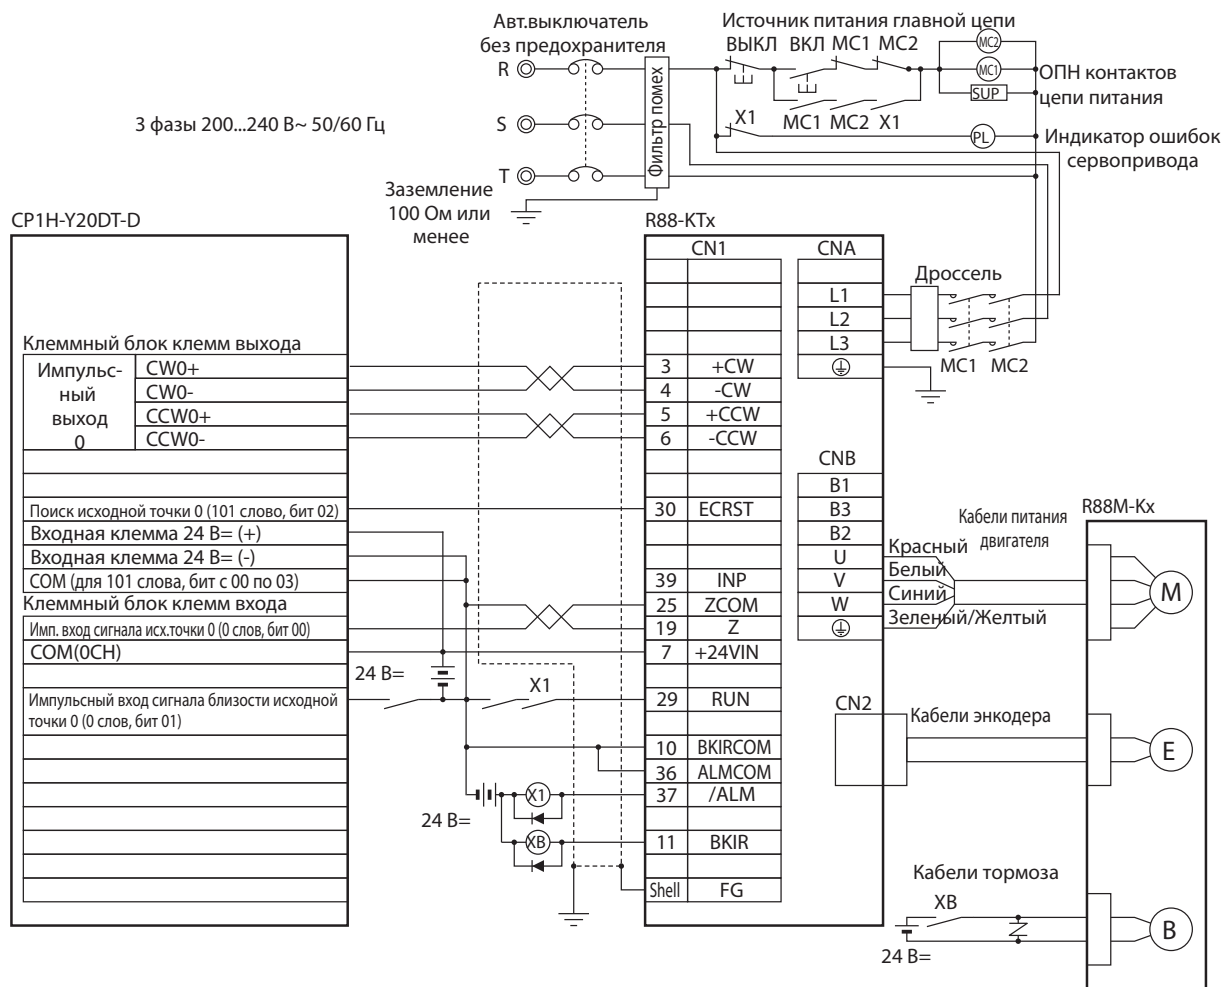 Авт.выключатель
без предохранителя
Источник питания главной цепи
ВЫКЛ ВКЛ MC1 MC2
MC2
R
MC1
ОПН контактов
цепи питания
SUP
3 фазы 200...240 В~ 50/60 Гц
S
Фильтр помех
X1
MC1 MC2 X1
PL
Индикатор ошибок
сервопривода
T
Заземление
100 Ом или
менее
CP1H-Y20DT-D
R88-KTx
CN1
CNA
Дроссель
L1
L2
L3
MC1 MC2
Клеммный блок клемм выхода
Импульс-
ный
выход
0
CW0+
CW0-
CCW0+
CCW0-
3 +CW
4 -CW
5 +CCW
6 -CCW
CNB
B1
B3
B2
U
V
W
Поиск исходной точки 0 (101 слово, бит 02)
30 ECRST
Входная клемма 24 В= (+)
Входная клемма 24 В= (-)
COM (для 101 слова, бит с 00 по 03)
39 INP
Клеммный блок клемм входа
25 ZCOM
Имп. вход сигнала исх.точки 0 (0 слов, бит 00)
19 Z
COM(0CH)
7 +24VIN
24 В=
X1
Импульсный вход сигнала близости исходной
точки 0 (0 слов, бит 01)
29 RUN
10 BKIRCOM
36 ALMCOM
37 /ALM
X1
24 В=
XB
11 BKIR
Shell FG
Кабели питания
двигателя
R88M-Kx
Красный
Белый
Синий
Зеленый/Желтый
M
CN2
Кабели энкодера
E
Кабели тормоза
XB
24 В=
B